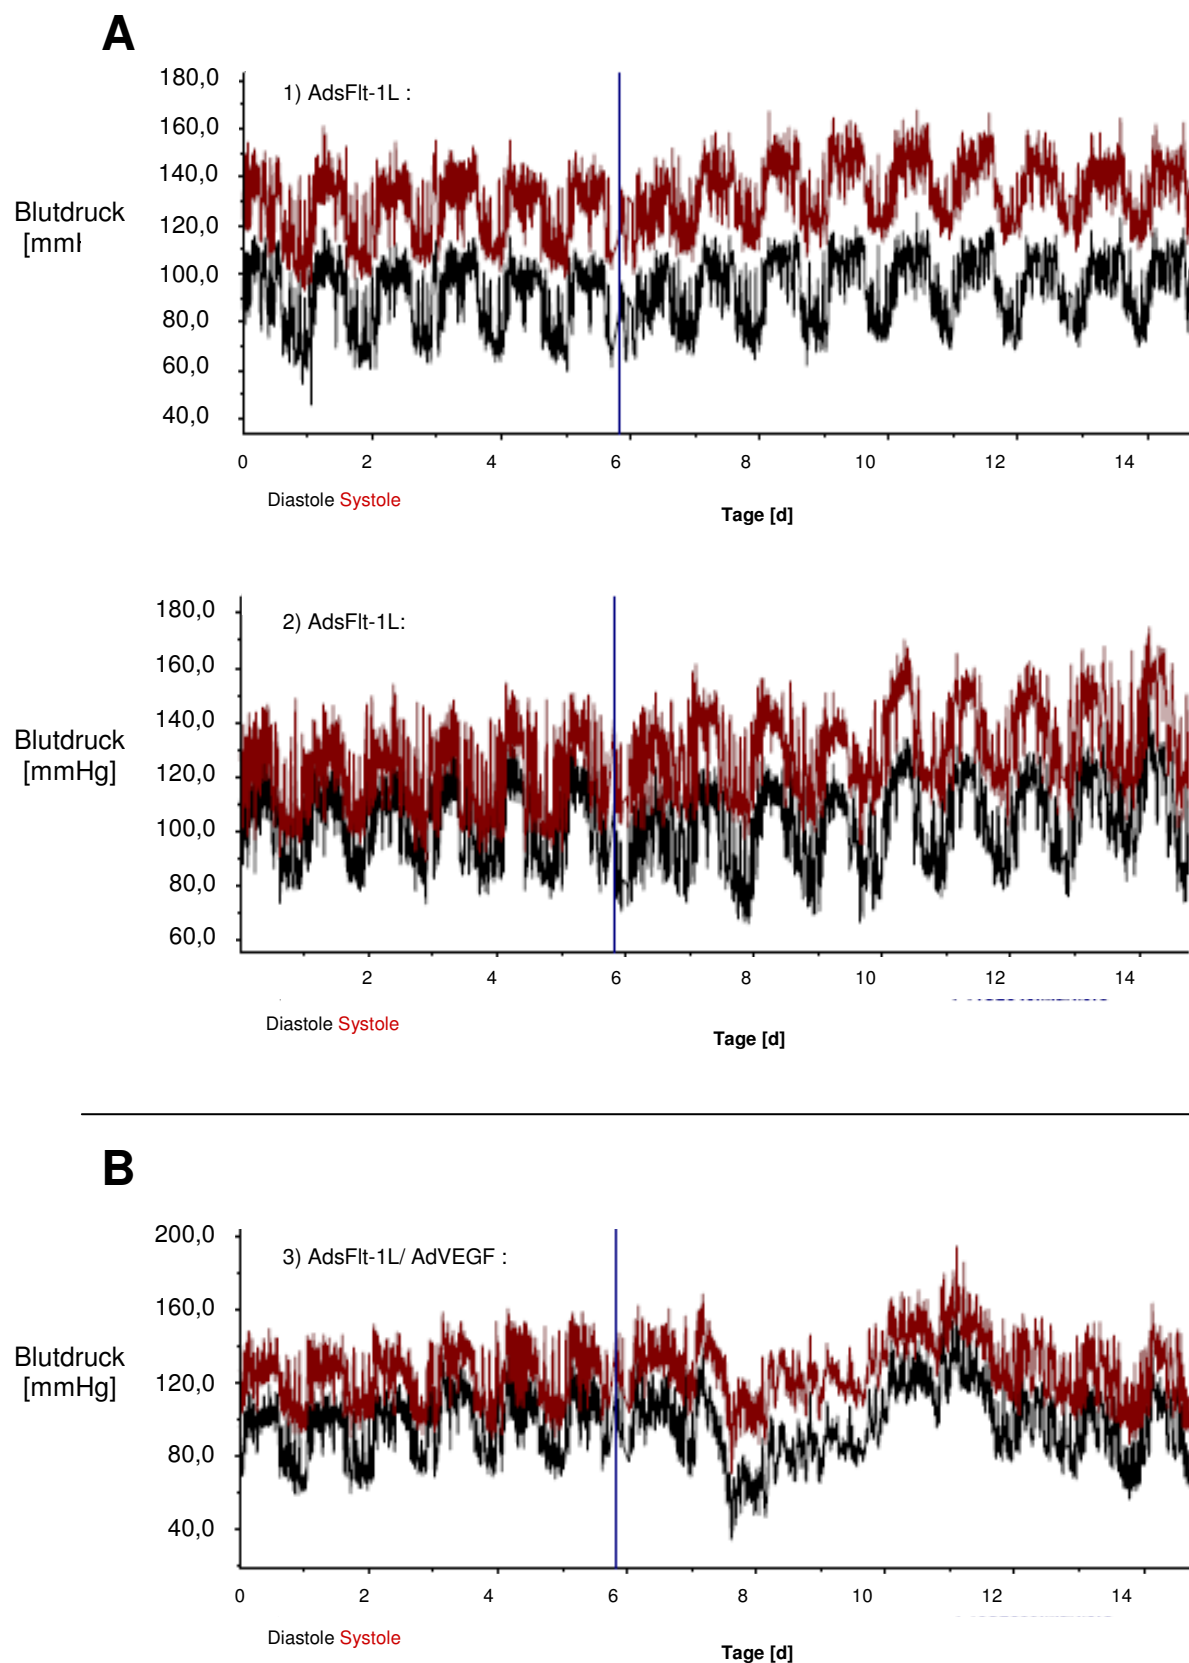 A
180,0
1) AdsFlt-1L :
160,0
140,0
120,0
Blutdruck
100,0
80,0
60,0
40,0
0 2 4 6 8 10 12 14
Diastole Systole
Tage [d]
180,0
2) AdsFlt-1L:
160,0
140,0
Blutdruck
[mmHg]
120,0
100,0
80,0
60,0
2 4 6 8 10 12 14
Diastole Systole
Tage [d]
B
200,0
3) AdsFlt-1L/ AdVEGF :
160,0
Blutdruck
[mmHg]
120,0
80,0
40,0
0 2 4 6 8 10 12 14
Diastole Systole
Tage [d]